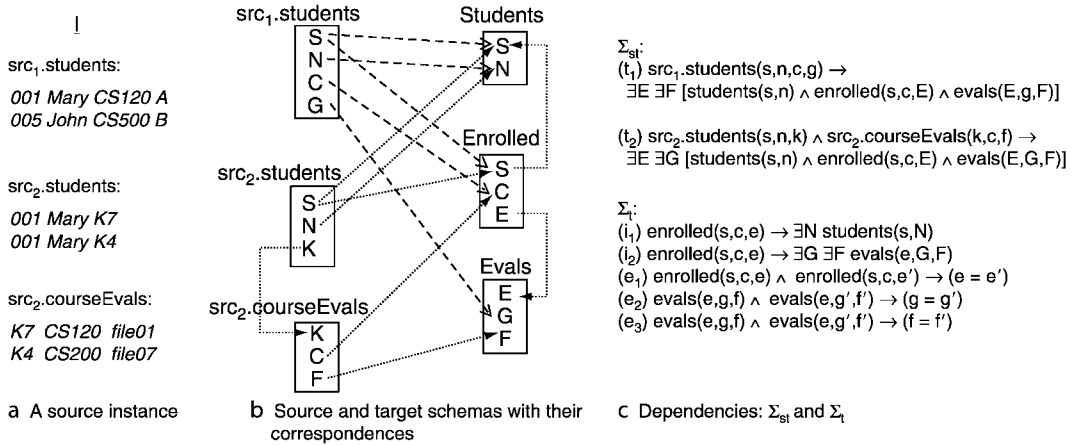 I
src₁.students:
001 Mary CS120 A
005 John CS500 B
src₂.students:
001 Mary K7
001 Mary K4
src₂.courseEvals:
K7 CS120 file01
K4 CS200 file07
a A source instance
src₁.students
S
N
C
G
src₂.students
S
N
K
src₂.courseEvals
K
C
F
Students
S
N
Enrolled
S
C
E
Evals
E
G
F
b Source and target schemas with their
correspondences
Σst:
(t₁) src₁.students(s,n,c,g) →
∃E ∃F [students(s,n) ∧ enrolled(s,c,E) ∧ evals(E,g,F)]
(t₂) src₂.students(s,n,k) ∧ src₂.courseEvals(k,c,f) →
∃E ∃G [students(s,n) ∧ enrolled(s,c,E) ∧ evals(E,G,F)]
Σt:
(i₁) enrolled(s,c,e) → ∃N students(s,N)
(i₂) enrolled(s,c,e) → ∃G ∃F evals(e,G,F)
(e₁) enrolled(s,c,e) ∧ enrolled(s,c,e′) → (e = e′)
(e₂) evals(e,g,f) ∧ evals(e,g′,f′) → (g = g′)
(e₃) evals(e,g,f) ∧ evals(e,g′,f′) → (f = f′)
c Dependencies: Σst and Σt